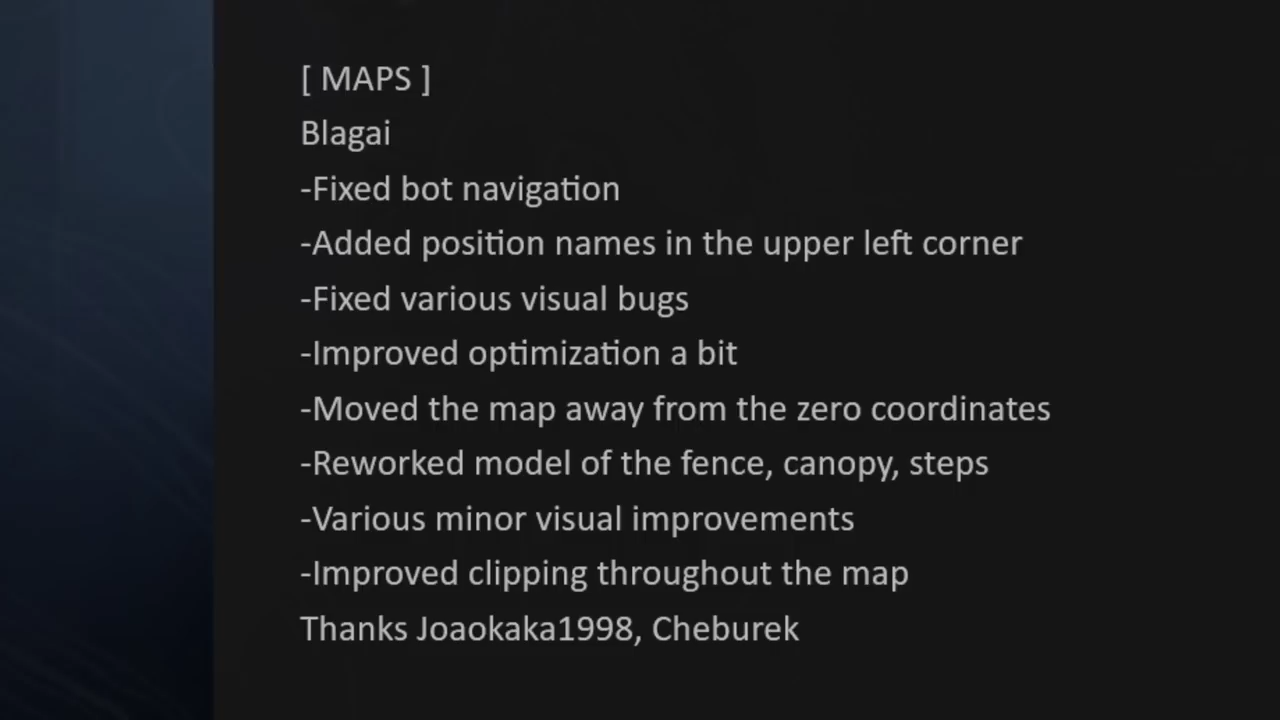 [ MAPS ]
Blagai
-Fixed bot navigation
-Added position names in the upper left corner
-Fixed various visual bugs
-Improved optimization a bit
-Moved the map away from the zero coordinates
-Reworked model of the fence, canopy, steps
-Various minor visual improvements
-Improved clipping throughout the map
Thanks Joaokaka1998, Cheburek